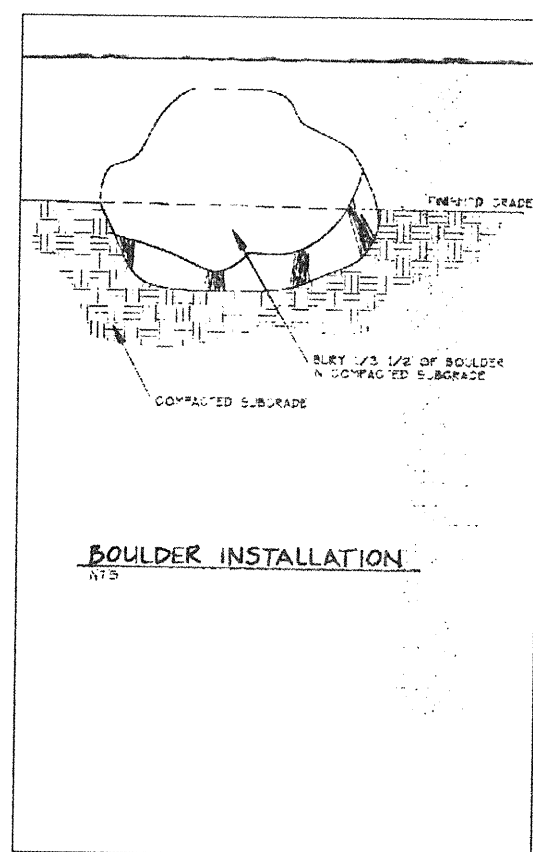 FINISHED GRADE
BURY 1/3 1/2 OF BOULDER
IN COMPACTED SUBGRADE
COMPACTED SUBGRADE
BOULDER INSTALLATION
NTS